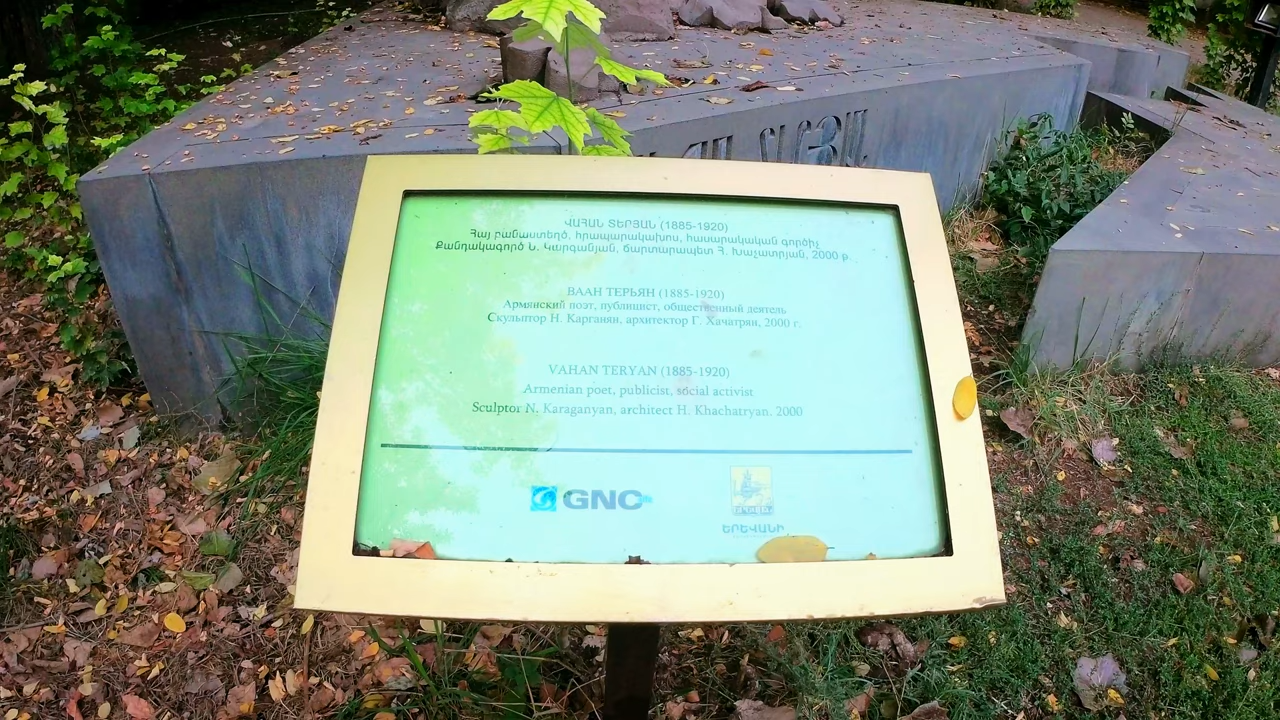 ՎԱՀԱՆ ՏԵՐՅԱՆ (1885-1920)
Հայ բանաստեղծ, հրապարակախոս, հասարակական գործիչ
Քանդակագործ Ն. Կարգանյան, ճարտարապետ Հ. Խաչատրյան, 2000 թ.
ВААН ТЕРЬЯН (1885-1920)
Армянский поэт, публицист, общественный деятель
Скульптор Н. Карганян, архитектор Г. Хачатрян, 2000 г.
VAHAN TERYAN (1885-1920)
Armenian poet, publicist, social activist
Sculptor N. Karaganyan, architect H. Khachatryan. 2000
GNC
ԵՐԵՎԱՆԻ